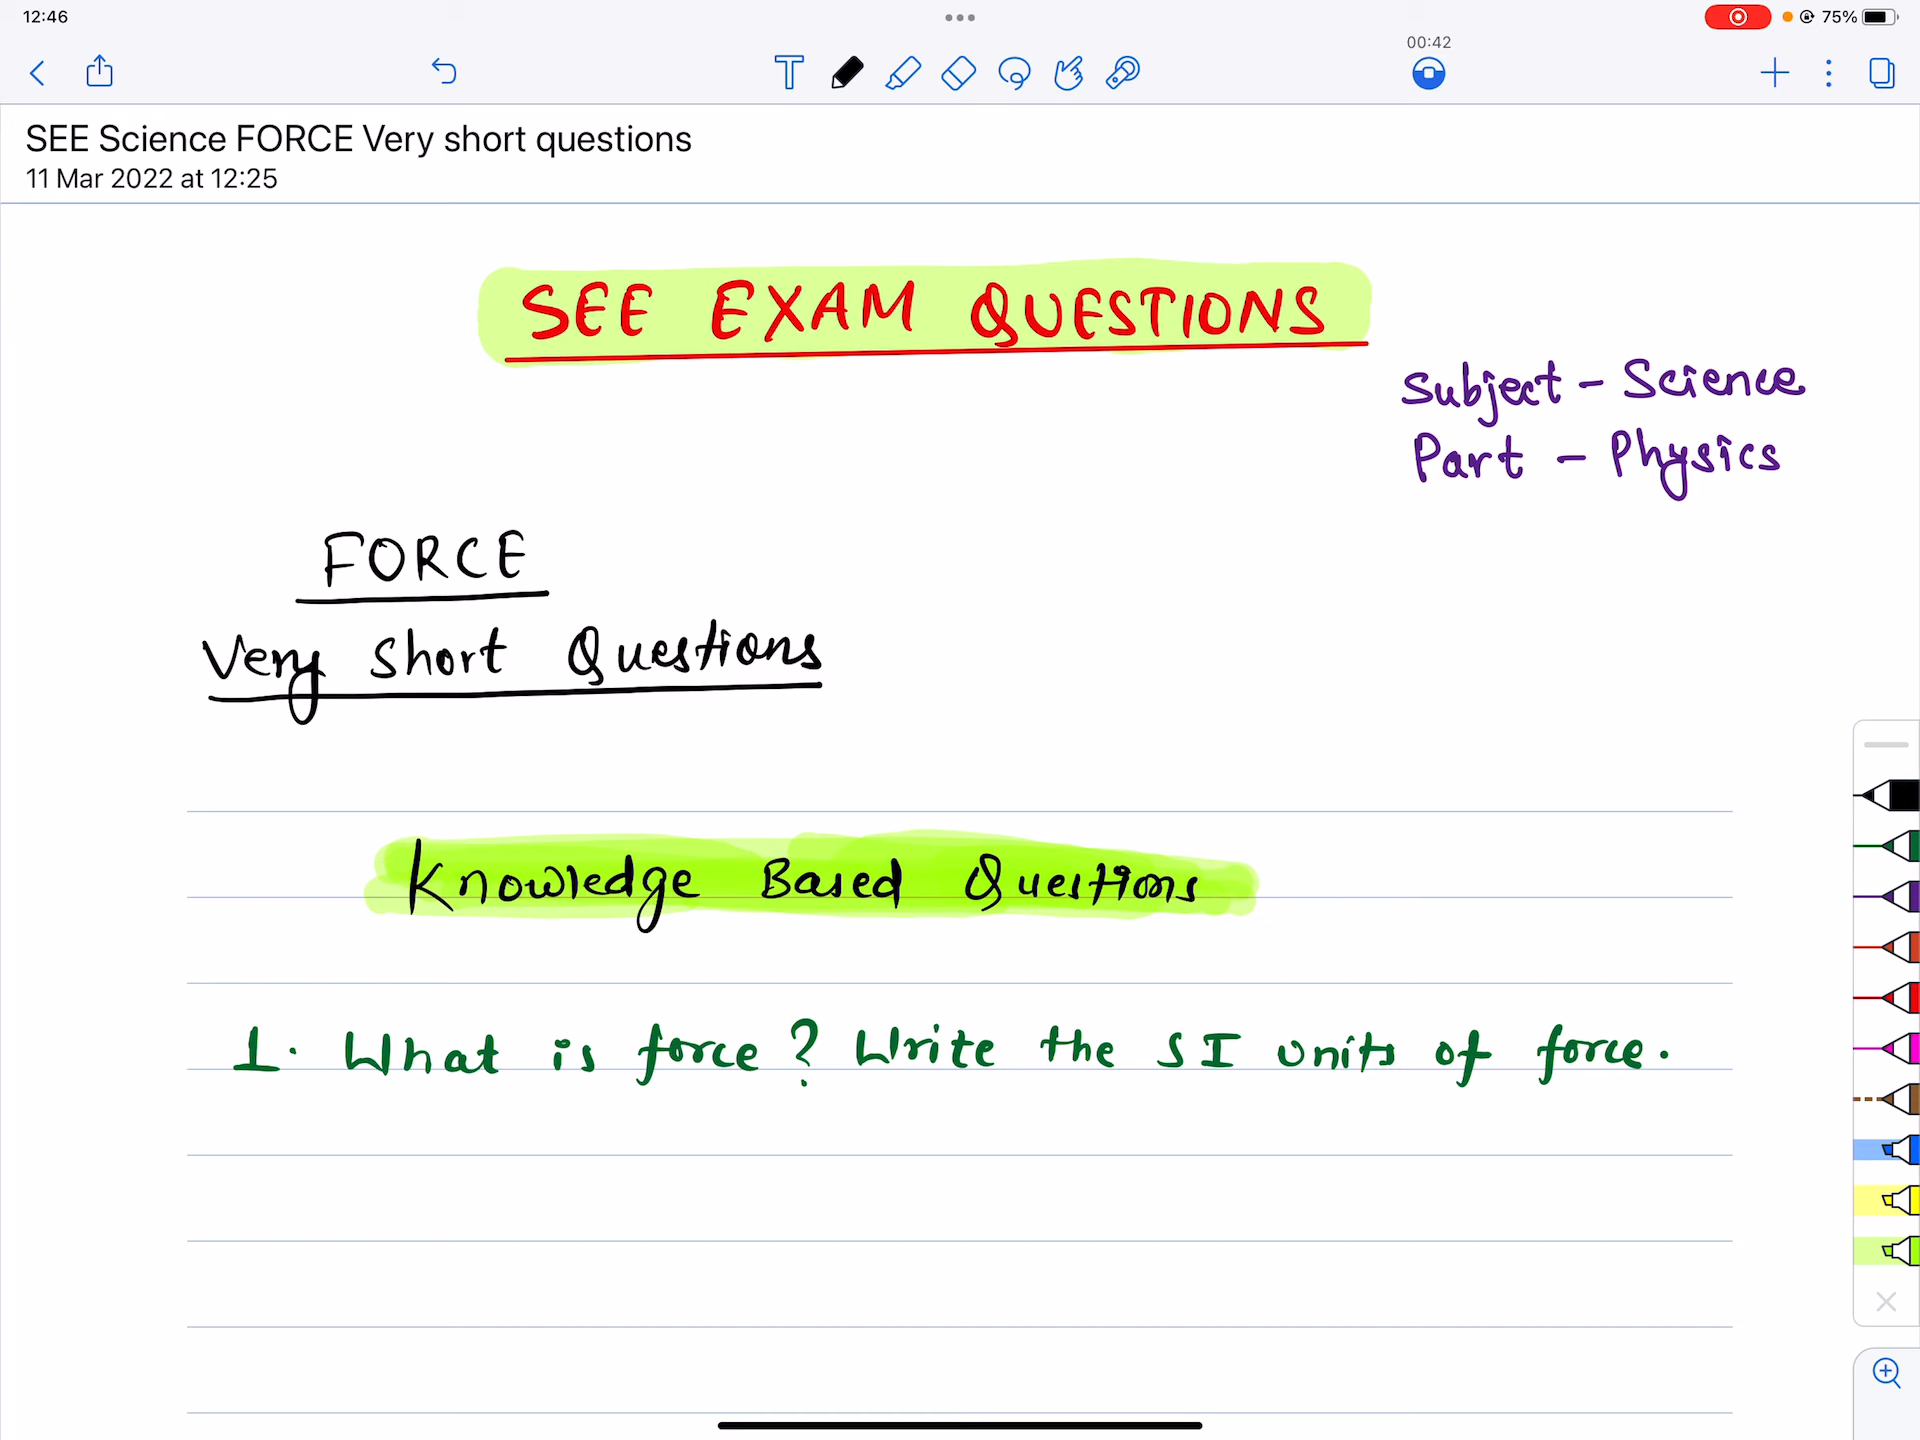 12:46
75%
00:42
SEE Science FORCE Very short questions
11 Mar 2022 at 12:25
SEE EXAM QUESTIONS
Subject - Science
Part - Physics
FORCE
Very Short Questions
Knowledge Based Questions
1. What is force? Write the SI units of force.